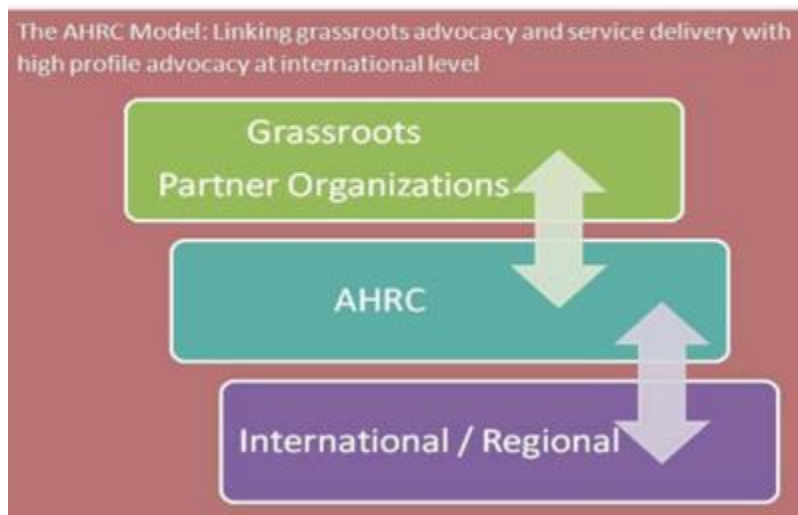 The AHRC Model: Linking grassroots advocacy and service delivery with
high profile advocacy at international level
Grassroots
Partner Organizations
AHRC
International / Regional